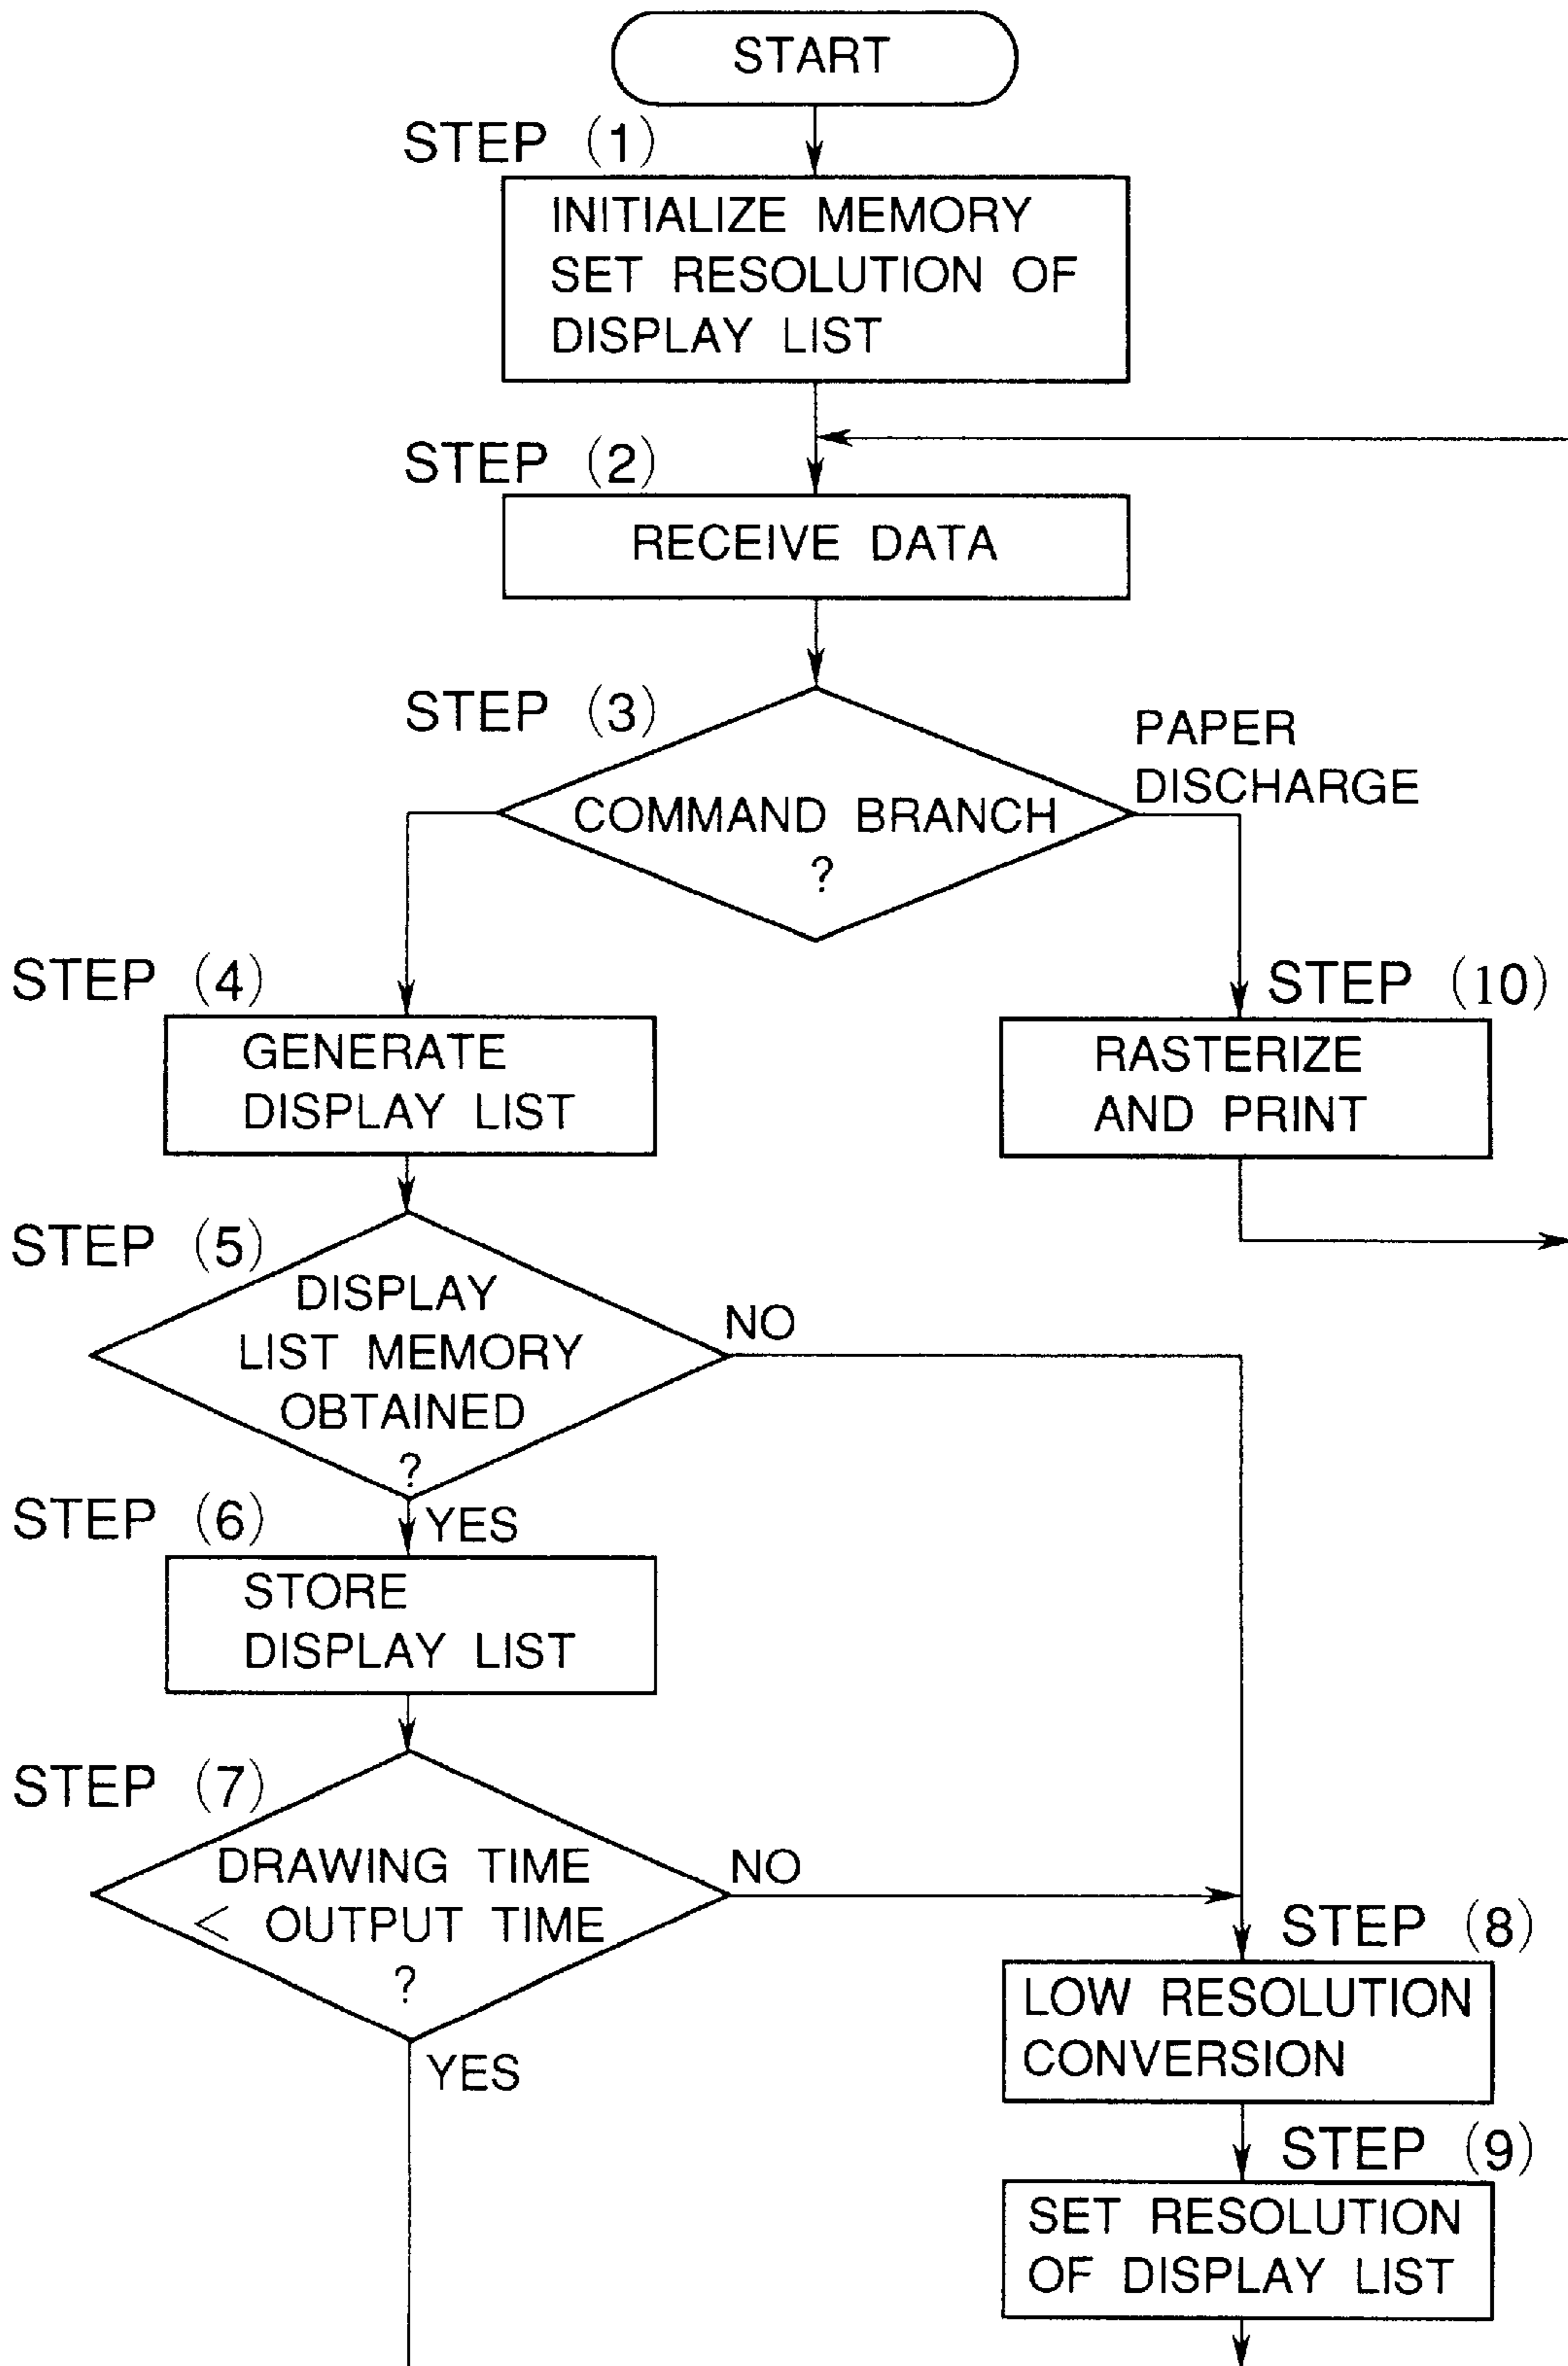 START
STEP (1)
INITIALIZE MEMORY
SET RESOLUTION OF
DISPLAY LIST
STEP (2)
RECEIVE DATA
STEP (3)
COMMAND BRANCH
?
PAPER
DISCHARGE
STEP (4)
GENERATE
DISPLAY LIST
STEP (10)
RASTERIZE
AND PRINT
STEP (5)
DISPLAY
LIST MEMORY
OBTAINED
?
NO
YES
STEP (6)
STORE
DISPLAY LIST
STEP (7)
DRAWING TIME
< OUTPUT TIME
?
NO
YES
STEP (8)
LOW RESOLUTION
CONVERSION
STEP (9)
SET RESOLUTION
OF DISPLAY LIST